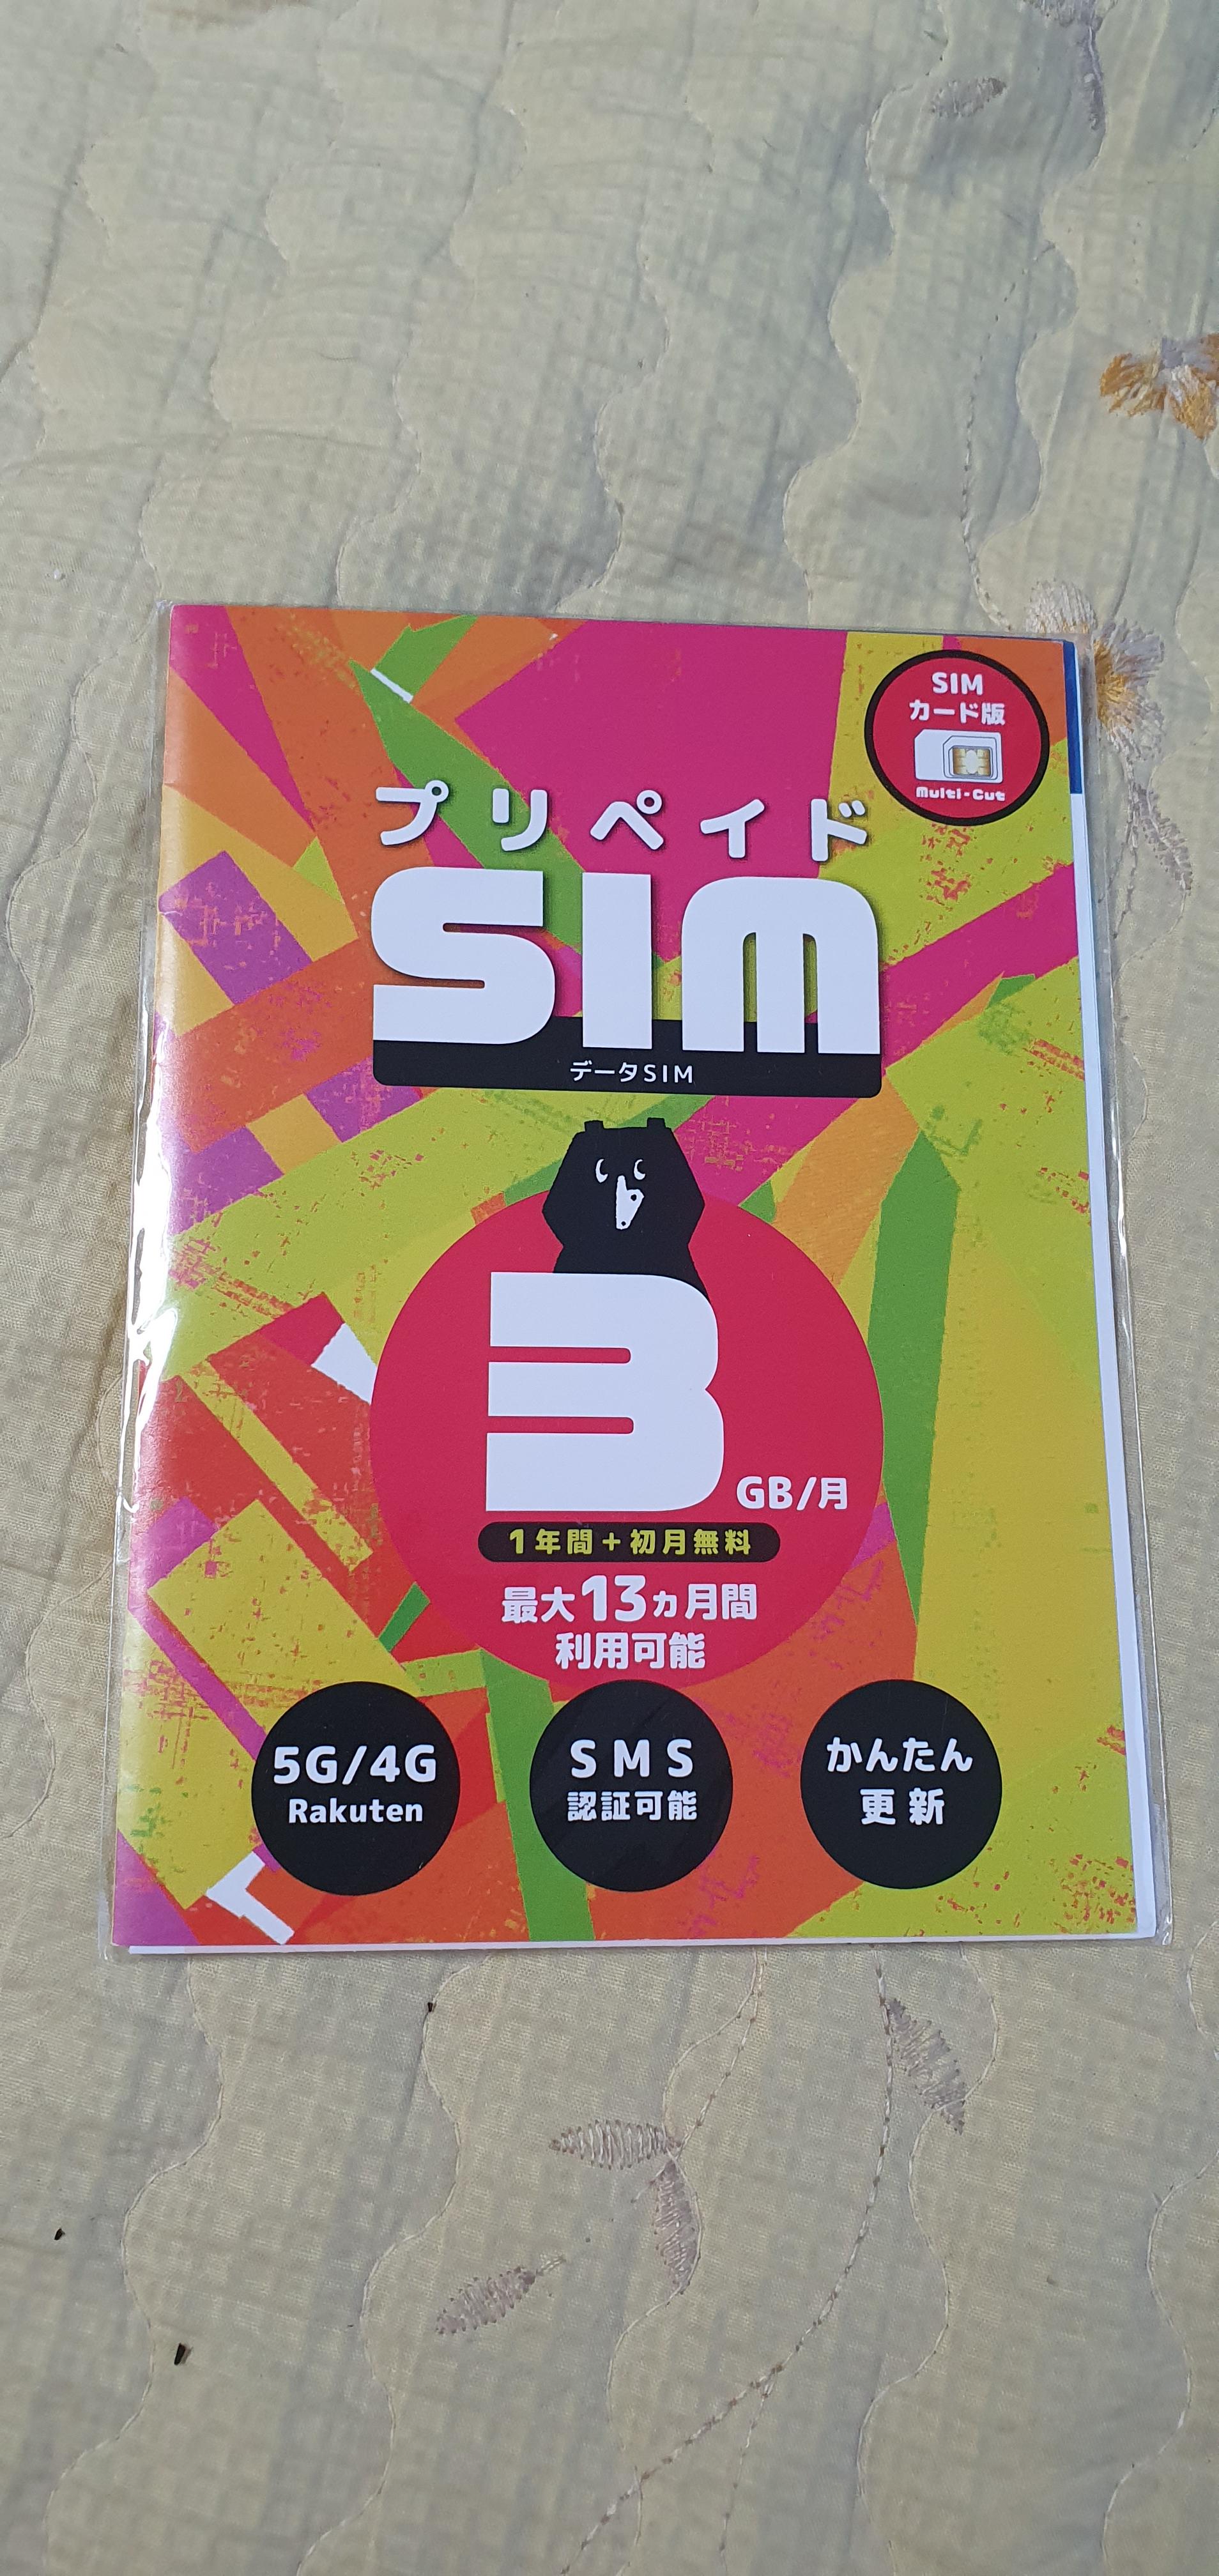 SIM
カード版
Multi-Cut
プリペイド
SIM
データSIM
3
GB/月
1年間+初月無料
最大13ヵ月間
利用可能
5G/4G
Rakuten
SMS
認証可能
かんたん
更新